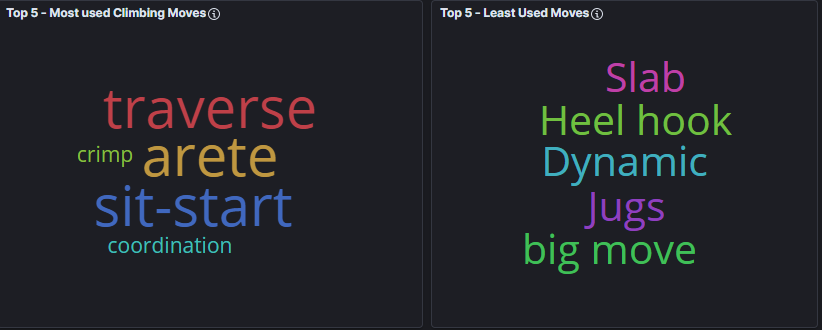 Top 5 - Most used Climbing Moves
traverse
crimp arete
sit-start
coordination
Top 5 - Least Used Moves
Slab
Heel hook
Dynamic
Jugs
big move